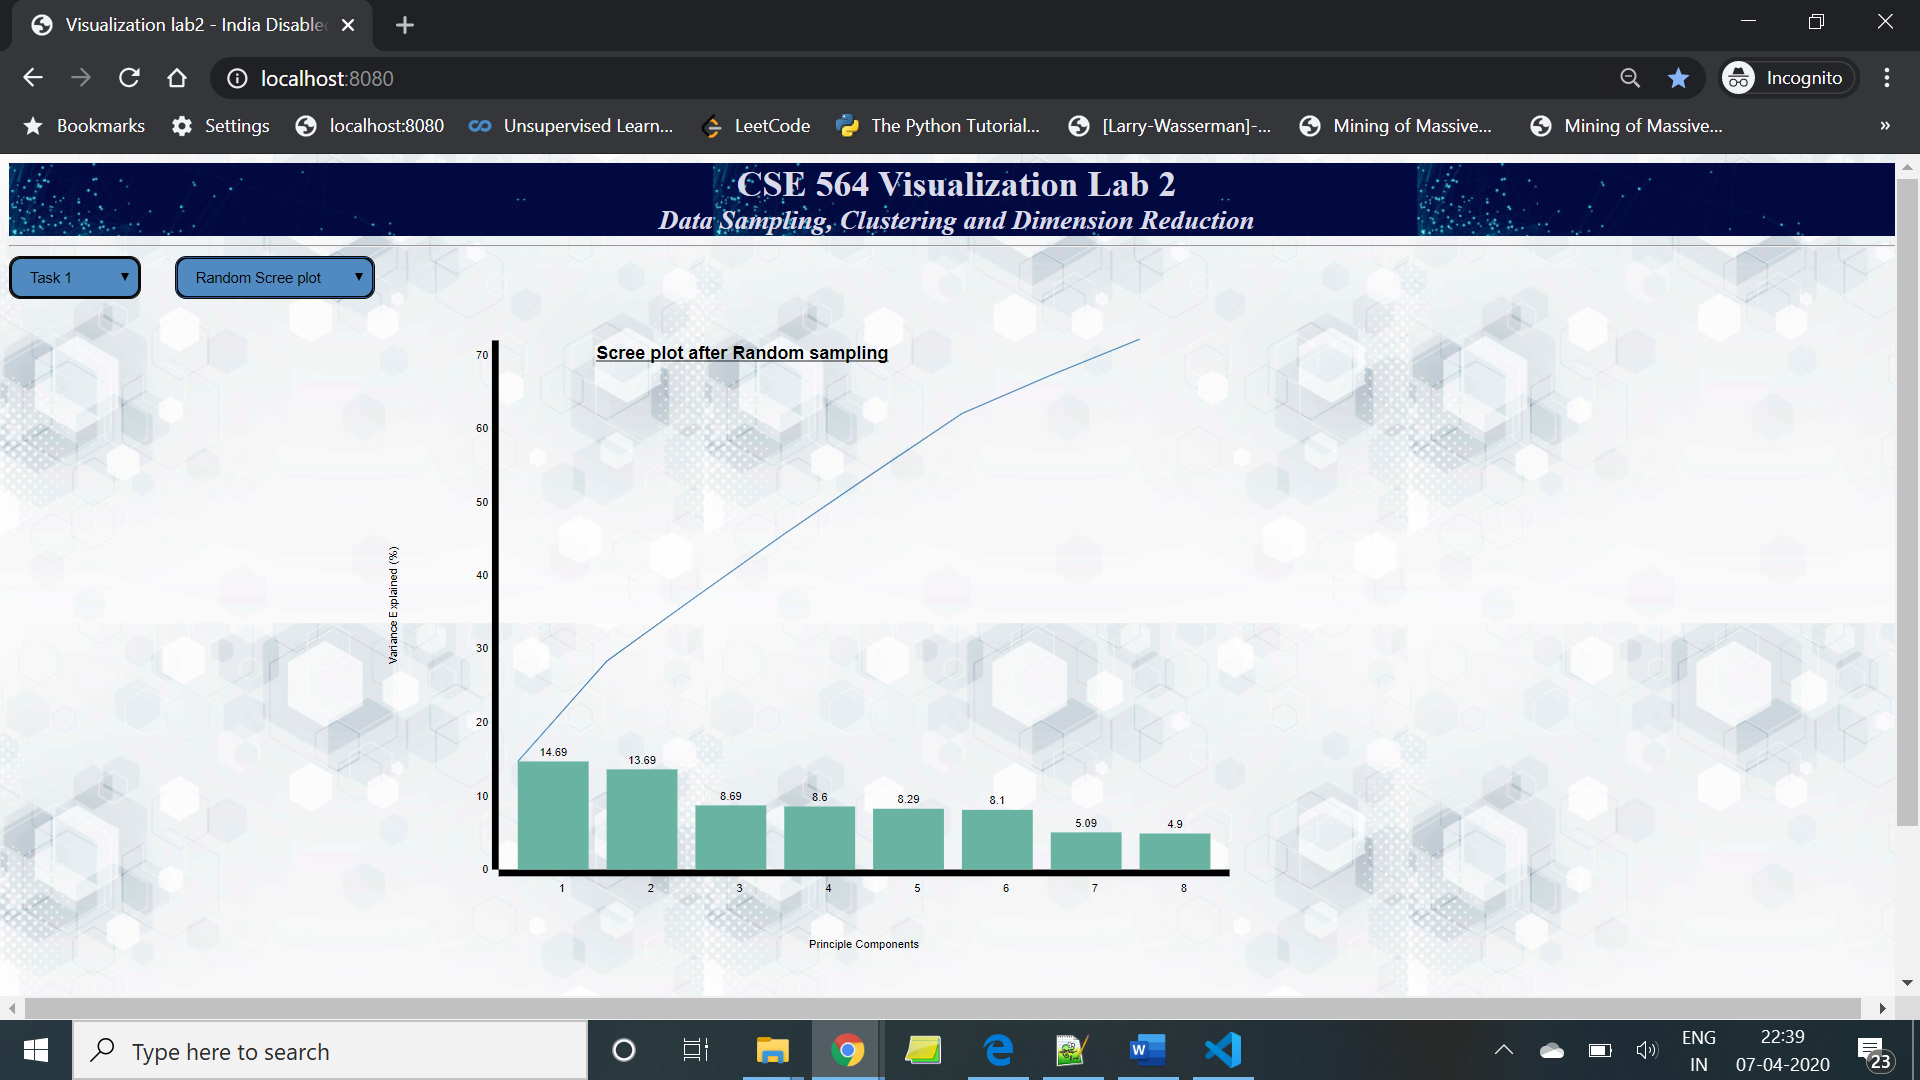 Visualization lab2 - India Disable
localhost:8080
Incognito
Bookmarks Settings localhost:8080 Unsupervised Learn... LeetCode The Python Tutorial... [Larry-Wasserman]-... Mining of Massive... Mining of Massive... »
CSE 564 Visualization Lab 2
Data Sampling, Clustering and Dimension Reduction
Task 1 Random Scree plot
Scree plot after Random sampling
70
60
50
40
30
20
10
0
Variance Explained (%)
14.69 13.69 8.69 8.6 8.29 8.1 5.09 4.9
1 2 3 4 5 6 7 8
Principle Components
Type here to search
ENG
IN
22:39
07-04-2020
23